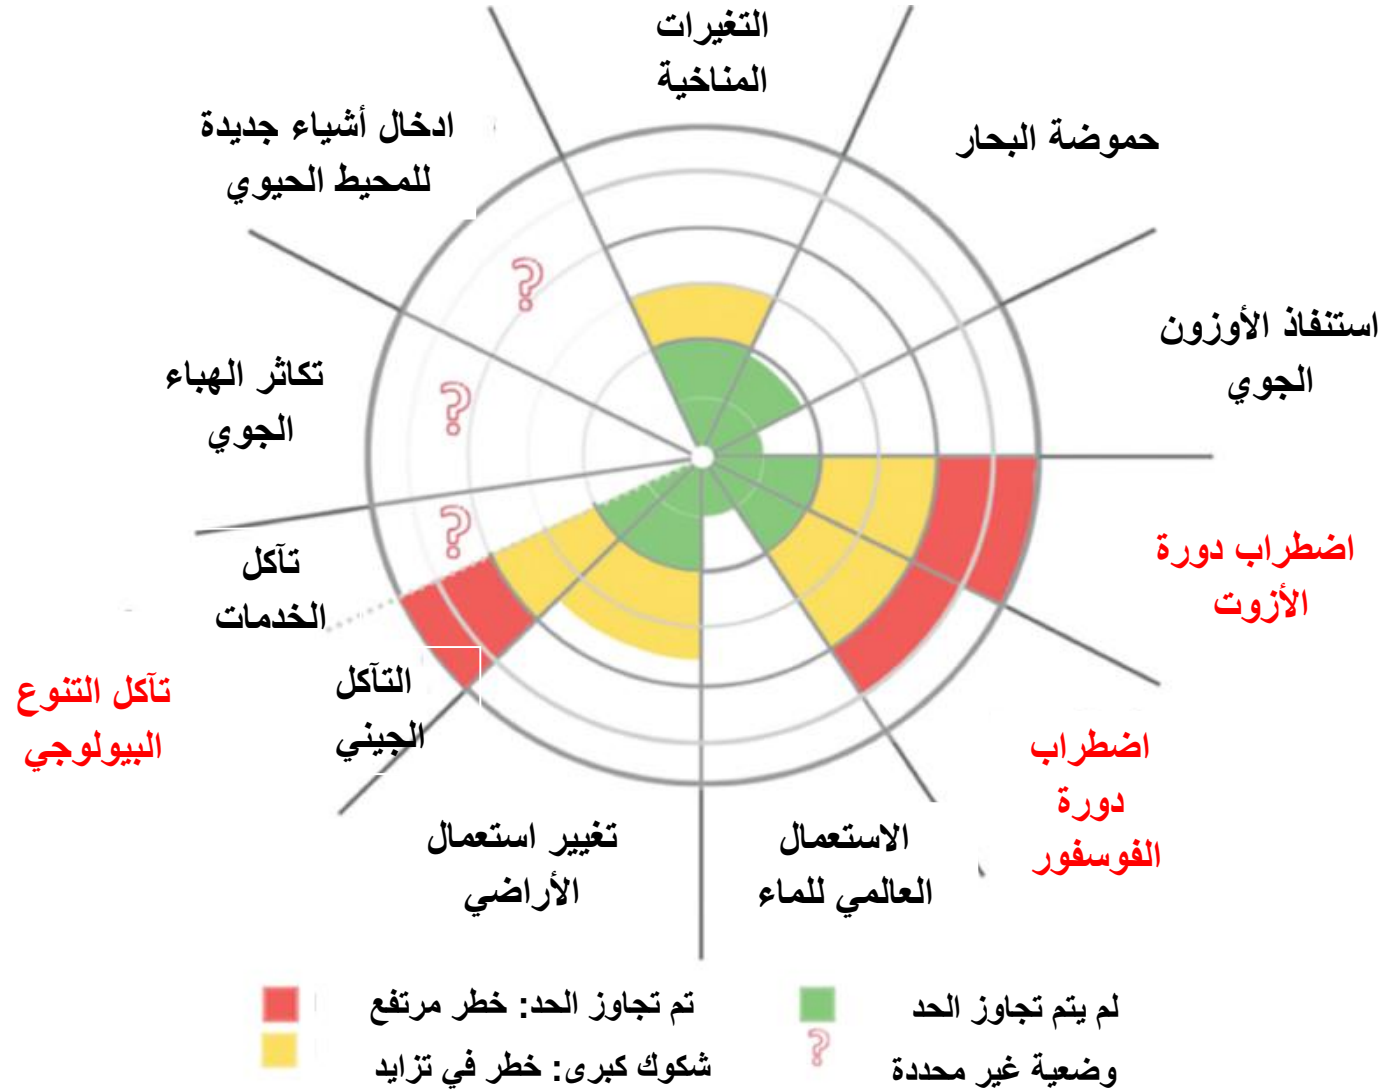 التغيرات
المناخية
حموضة البحار
استنفاذ الأوزون
الجوي
اضطراب دورة
الأزوت
اضطراب
دورة
الفوسفور
الاستعمال
العالمي للماء
تغيير استعمال
الأراضي
تآكل التنوع
البيولوجي
التآكل
الجيني
تآكل
الخدمات
تكاثر الهباء
الجوي
ادخال أشياء جديدة
للمحيط الحيوي
?
?
?
لم يتم تجاوز الحد
? وضعية غير محددة
تم تجاوز الحد: خطر مرتفع
شكوك كبرى: خطر في تزايد